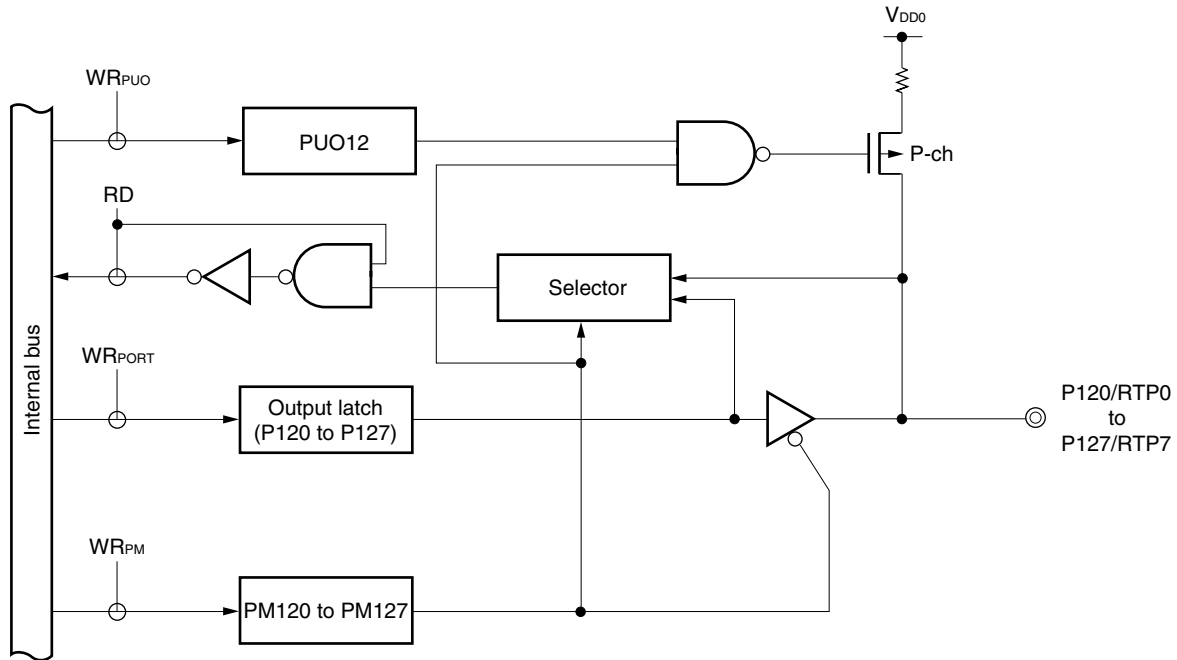 VDD0
WRPUO
PUO12
P-ch
RD
Selector
Internal bus
WRPORT
Output latch
(P120 to P127)
P120/RTP0
to
P127/RTP7
WRPM
PM120 to PM127